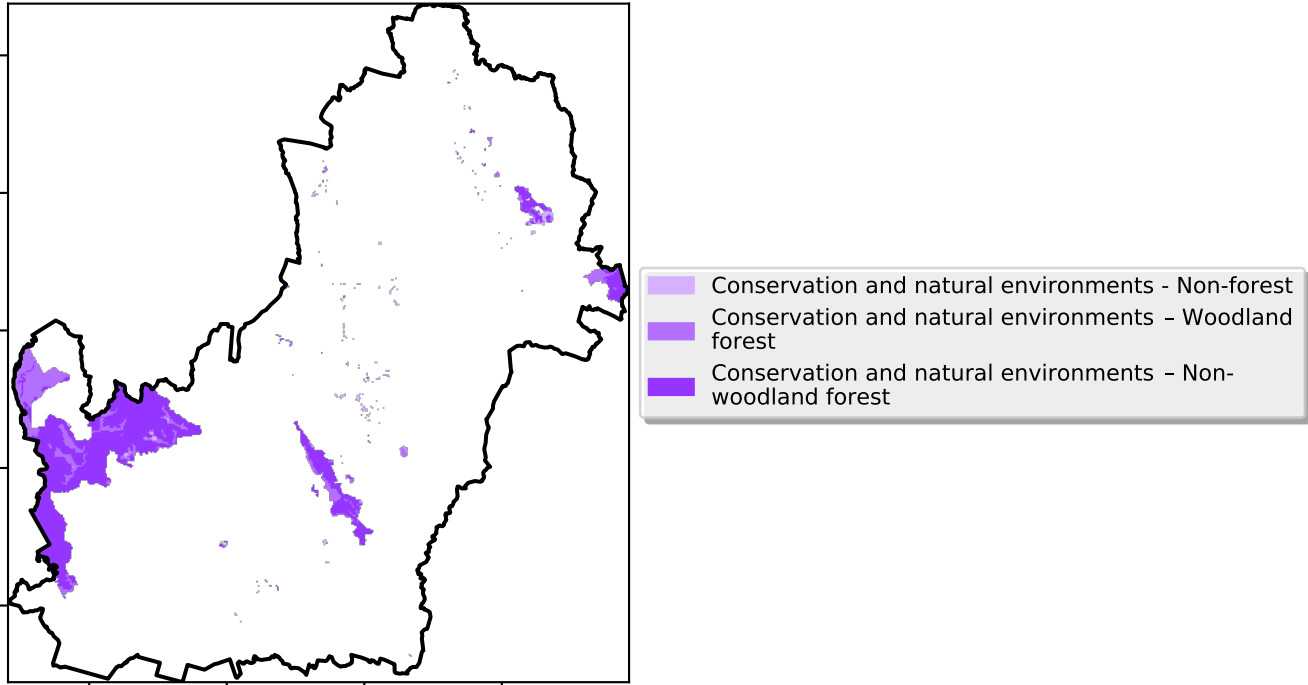 Conservation and natural environments - Non-forest
Conservation and natural environments – Woodland
forest
Conservation and natural environments – Non-
woodland forest